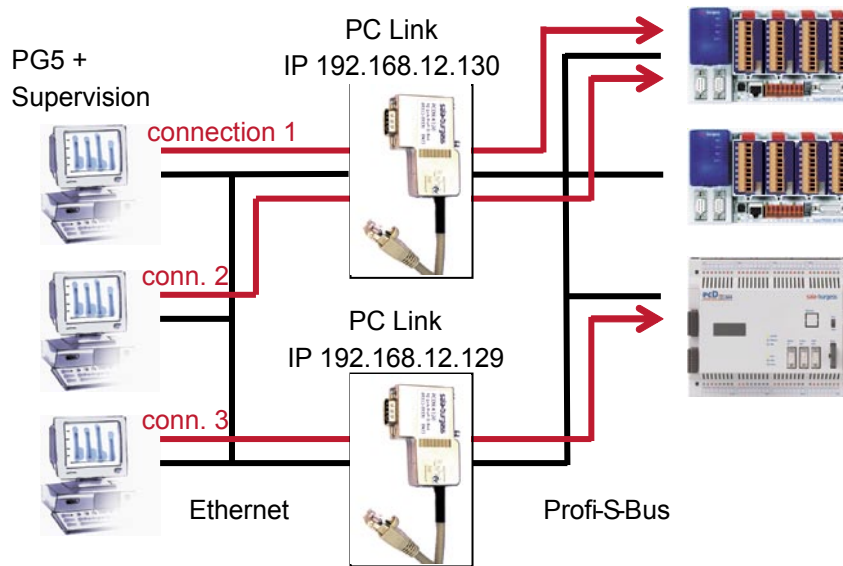 PG5 +
Supervision
PC Link
IP 192.168.12.130
connection 1
conn. 2
PC Link
IP 192.168.12.129
conn. 3
Ethernet
Profi-S-Bus